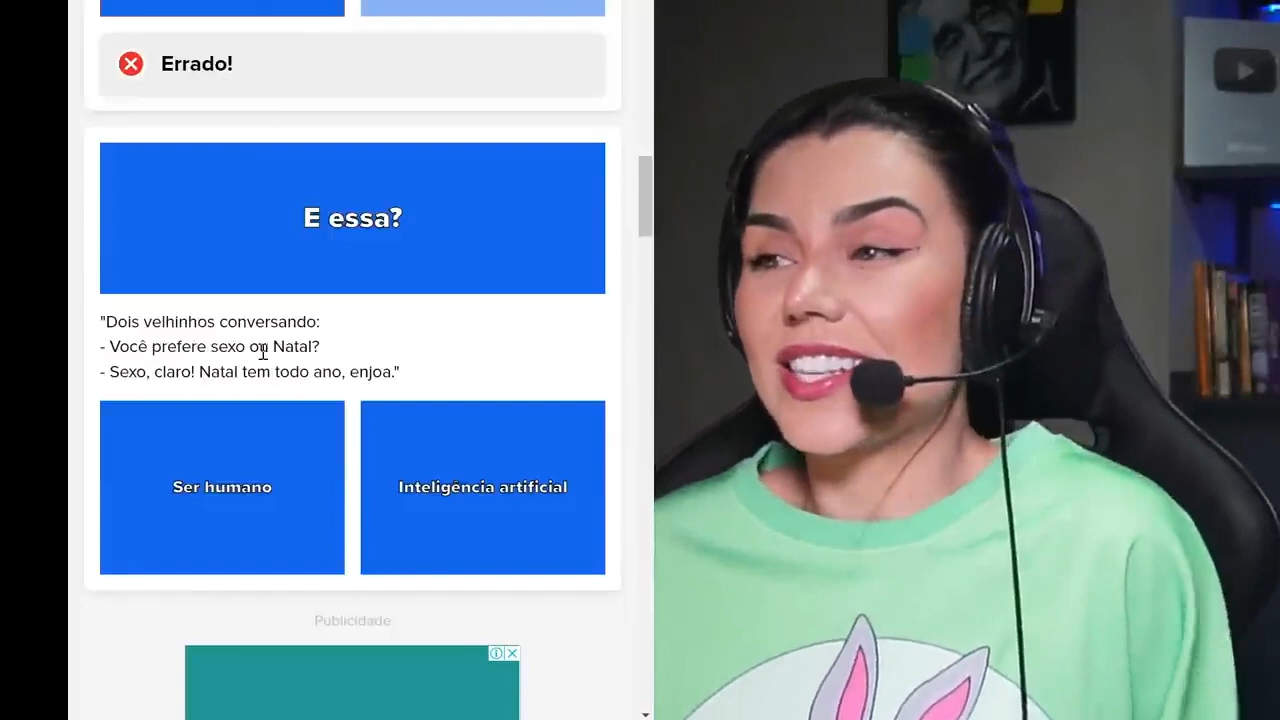 Errado!
E essa?
"Dois velhinhos conversando:
- Você prefere sexo ou Natal?
- Sexo, claro! Natal tem todo ano, enjoa."
Ser humano
Inteligência artificial
Publicidade